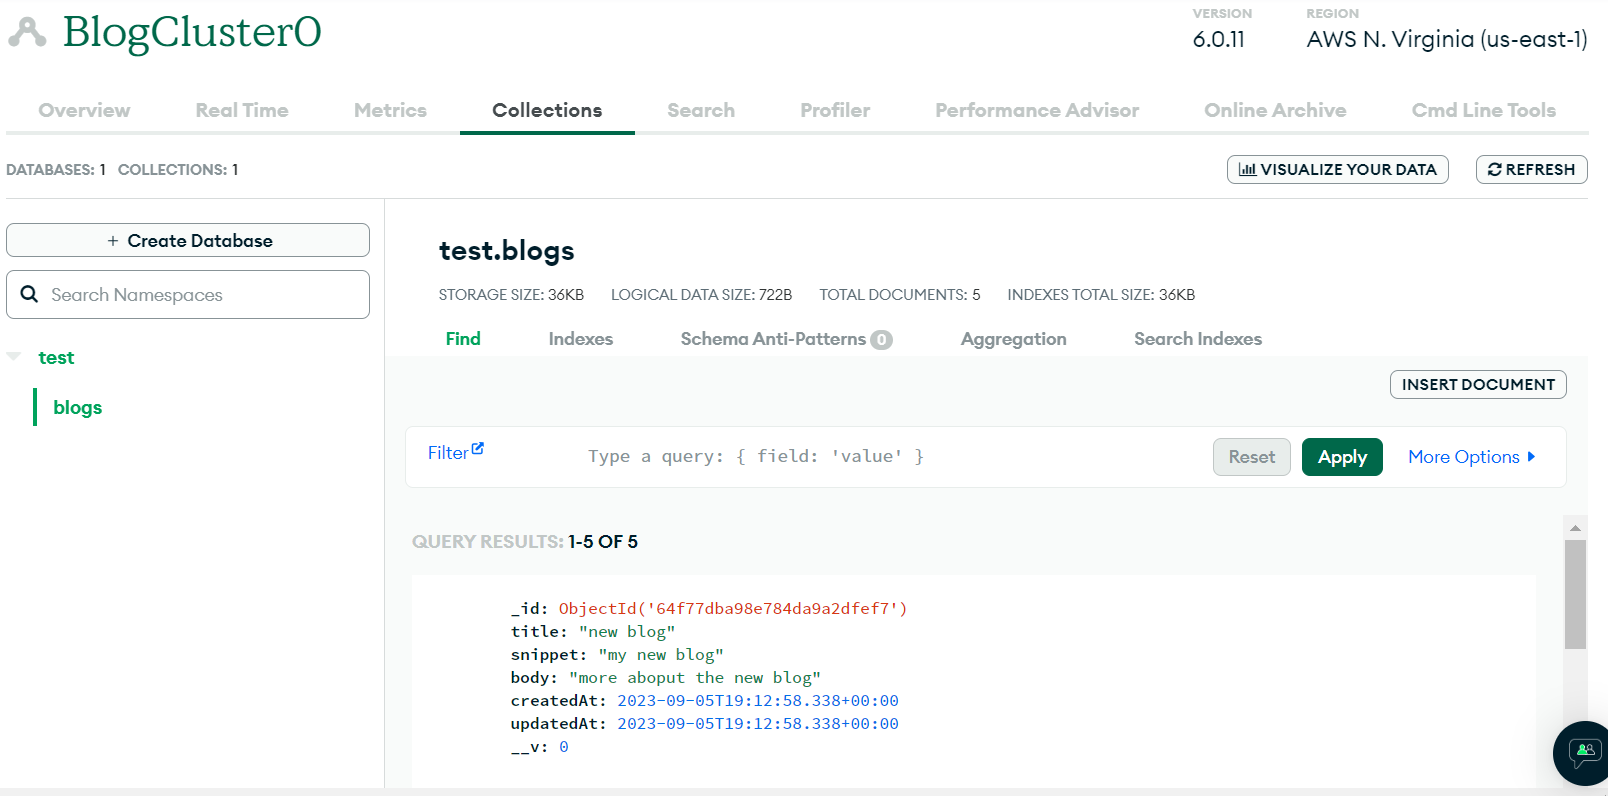 BlogCluster0
VERSION
6.0.11
REGION
AWS N. Virginia (us-east-1)
Overview Real Time Metrics Collections Search Profiler Performance Advisor Online Archive Cmd Line Tools
DATABASES: 1 COLLECTIONS: 1
VISUALIZE YOUR DATA
REFRESH
+ Create Database
Search Namespaces
test
blogs
test.blogs
STORAGE SIZE: 36KB LOGICAL DATA SIZE: 722B TOTAL DOCUMENTS: 5 INDEXES TOTAL SIZE: 36KB
Find Indexes Schema Anti-Patterns 0 Aggregation Search Indexes
INSERT DOCUMENT
Filter Type a query: { field: 'value' } Reset Apply More Options
QUERY RESULTS: 1-5 OF 5
_id: ObjectId('64f77dba98e784da9a2dfef7')
title: "new blog"
snippet: "my new blog"
body: "more aboput the new blog"
createdAt: 2023-09-05T19:12:58.338+00:00
updatedAt: 2023-09-05T19:12:58.338+00:00
__v: 0